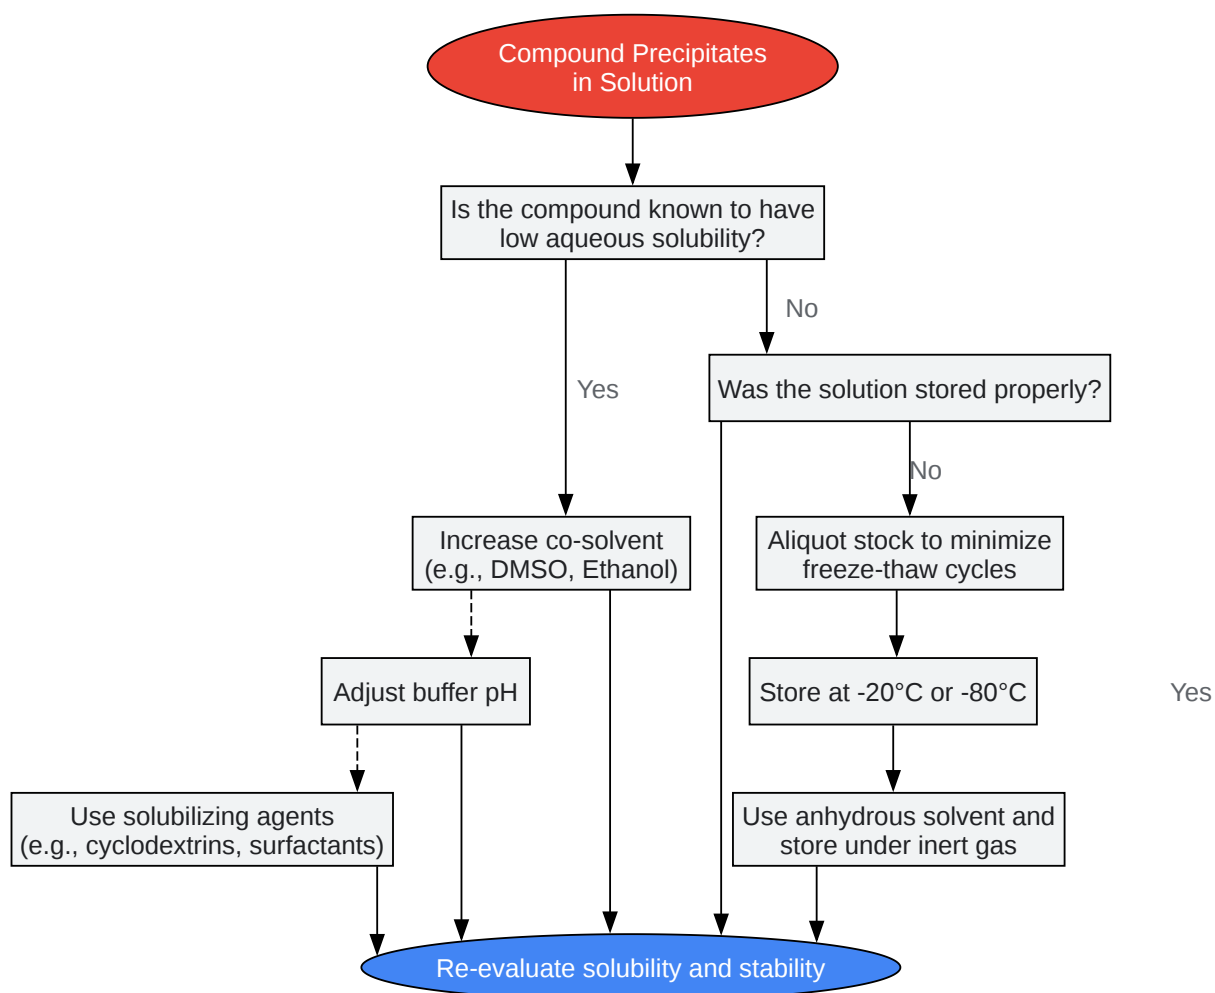 Compound Precipitates
in Solution
Is the compound known to have
low aqueous solubility?
No
Yes
Was the solution stored properly?
No
Increase co-solvent
(e.g., DMSO, Ethanol)
Aliquot stock to minimize
freeze-thaw cycles
Adjust buffer pH
Store at -20°C or -80°C
Yes
Use solubilizing agents
(e.g., cyclodextrins, surfactants)
Use anhydrous solvent and
store under inert gas
Re-evaluate solubility and stability